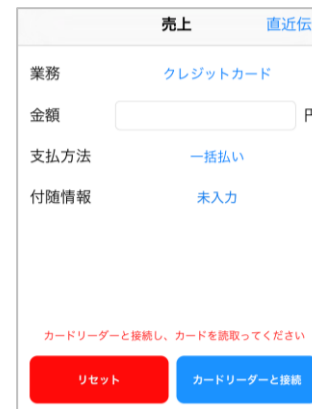 売上 直近伝
業務 クレジットカード
金額 円
支払方法 一括払い
付随情報 未入力
カードリーダーと接続し、カードを読取ってください
リセット カードリーダーと接続